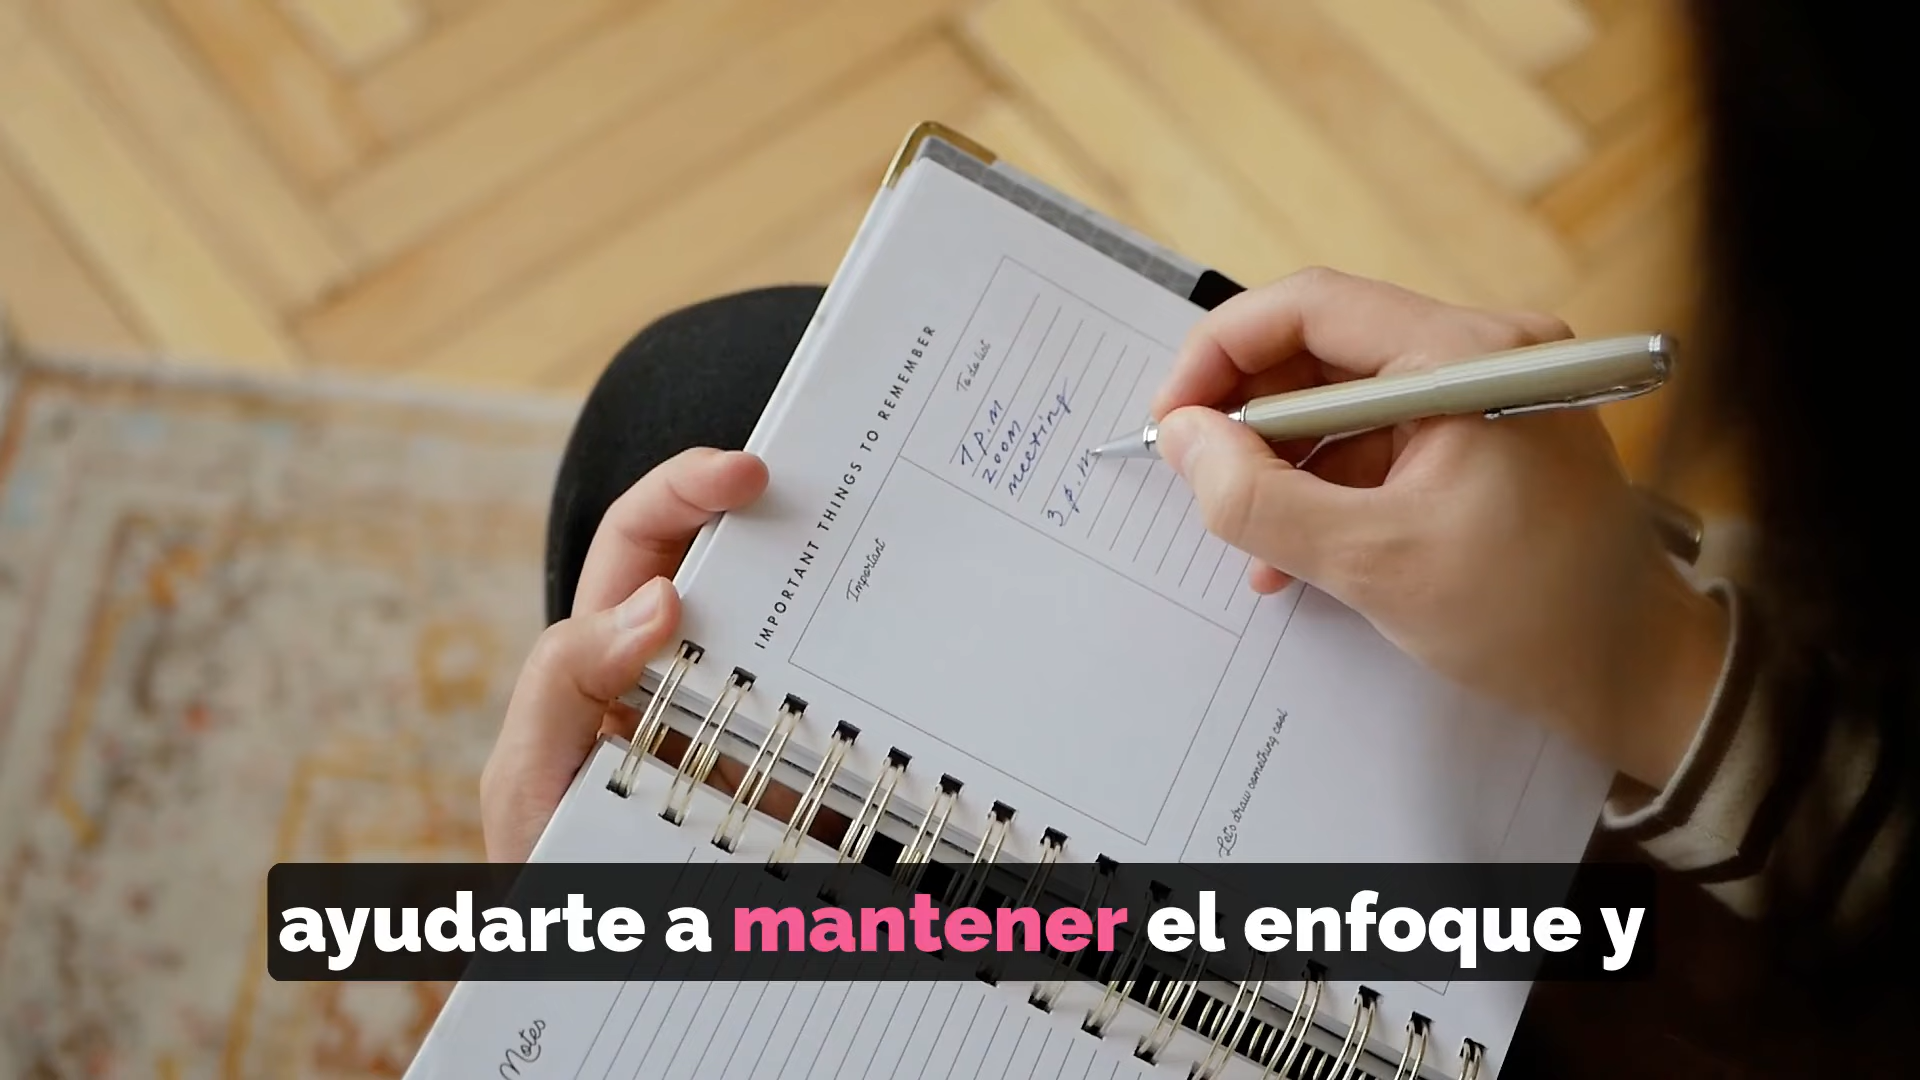 IMPORTANT THINGS TO REMEMBER
To do list
1 p.m
zoom
meeting
3 p.m
Important
Let's draw something cool
Notes
ayudarte a mantener el enfoque y